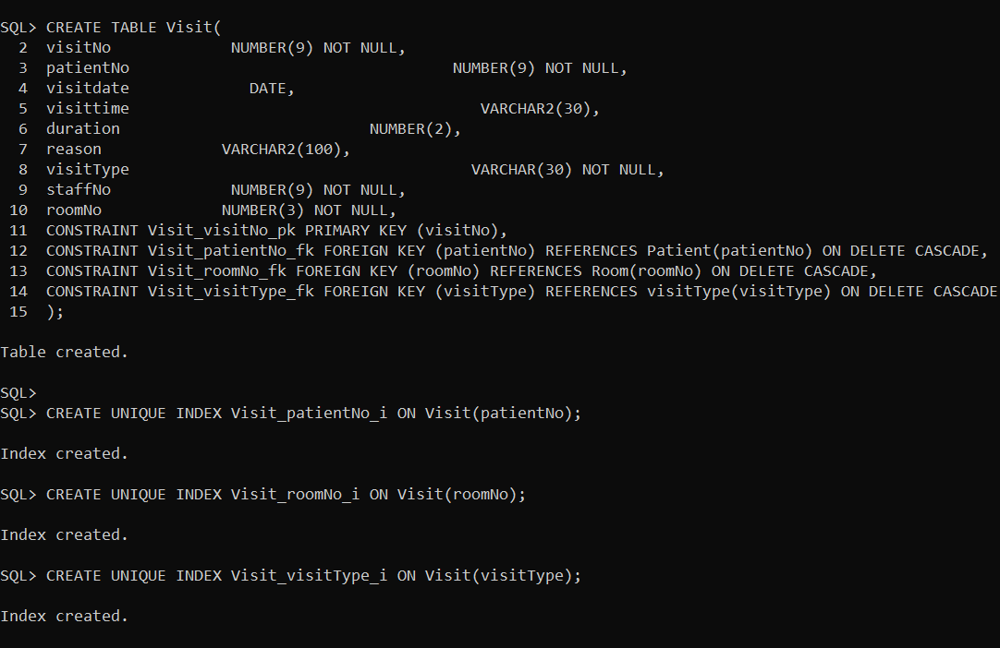 SQL> CREATE TABLE Visit(
2 visitNo NUMBER(9) NOT NULL,
3 patientNo NUMBER(9) NOT NULL,
4 visitdate DATE,
5 visittime VARCHAR2(30),
6 duration NUMBER(2),
7 reason VARCHAR2(100),
8 visitType VARCHAR(30) NOT NULL,
9 staffNo NUMBER(9) NOT NULL,
10 roomNo NUMBER(3) NOT NULL,
11 CONSTRAINT Visit_visitNo_pk PRIMARY KEY (visitNo),
12 CONSTRAINT Visit_patientNo_fk FOREIGN KEY (patientNo) REFERENCES Patient(patientNo) ON DELETE CASCADE,
13 CONSTRAINT Visit_roomNo_fk FOREIGN KEY (roomNo) REFERENCES Room(roomNo) ON DELETE CASCADE,
14 CONSTRAINT Visit_visitType_fk FOREIGN KEY (visitType) REFERENCES visitType(visitType) ON DELETE CASCADE
15 );
Table created.
SQL>
SQL> CREATE UNIQUE INDEX Visit_patientNo_i ON Visit(patientNo);
Index created.
SQL> CREATE UNIQUE INDEX Visit_roomNo_i ON Visit(roomNo);
Index created.
SQL> CREATE UNIQUE INDEX Visit_visitType_i ON Visit(visitType);
Index created.